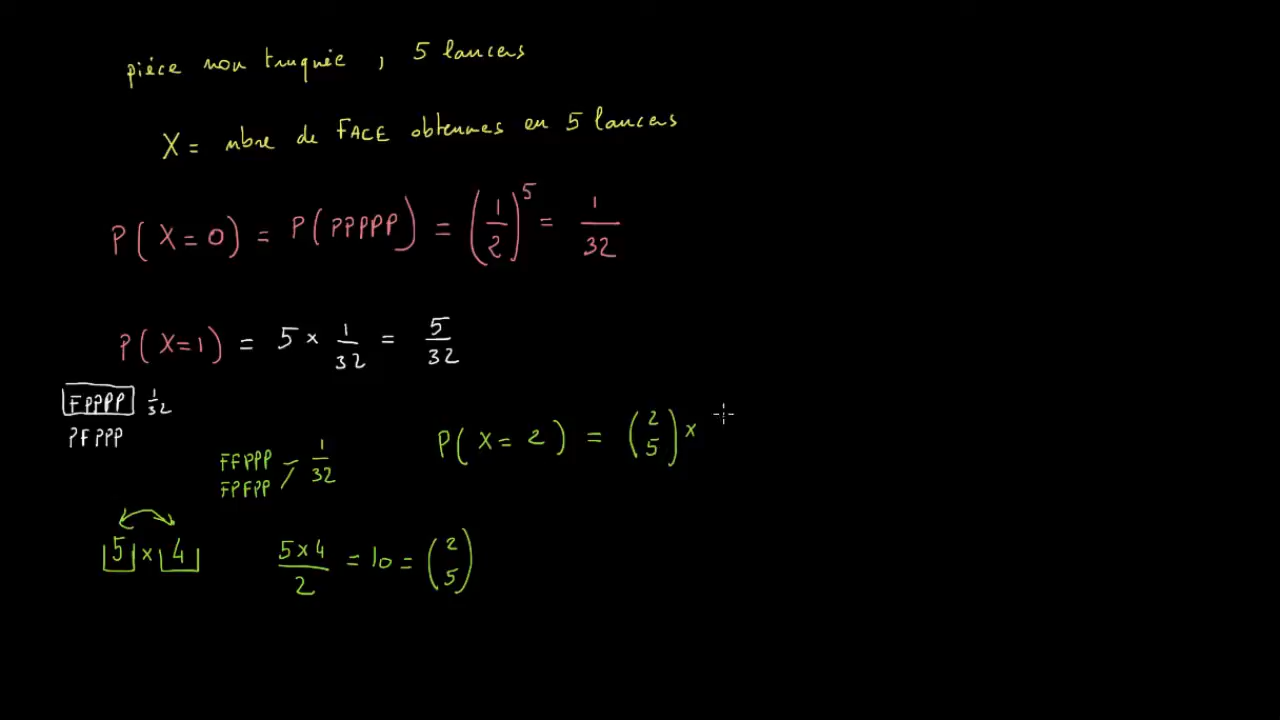 pièce non truquée, 5 lancers
X = nbre de FACE obtenues en 5 lancers
P(X=0) = P(PPPPP) = (1/2)^5 = 1/32
P(X=1) = 5 × 1/32 = 5/32
FPPPP 1/32
PFPPP
FFPPP
FPFPP
1/32
P(X=2) = (2 5) ×
5 × 4
5×4/2 = 10 = (2 5)